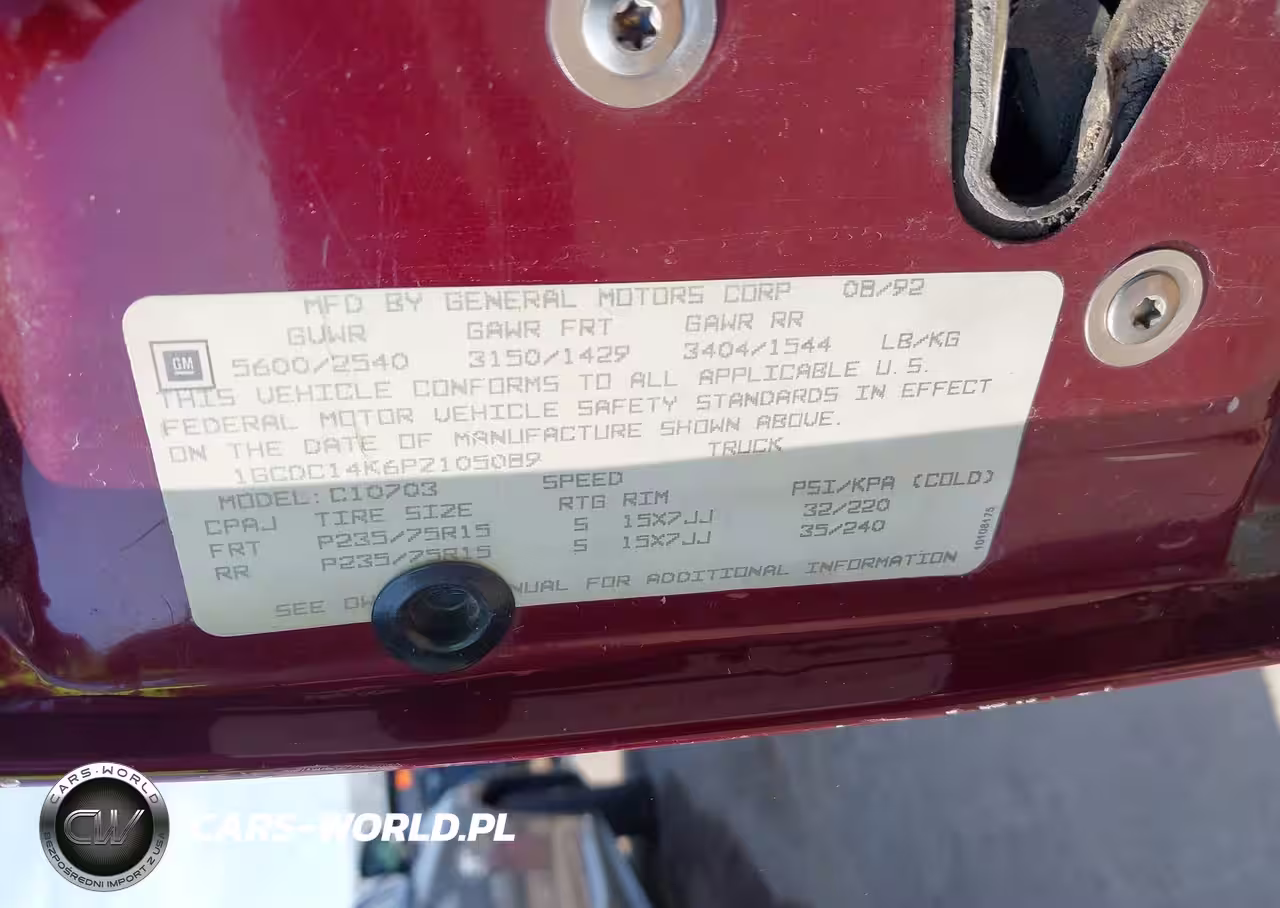 MFD BY GENERAL MOTORS CORP 08/92
GVWR GAWR FRT GAWR RR
GM
5600/2540 3150/1429 3404/1544 LB/KG
THIS VEHICLE CONFORMS TO ALL APPLICABLE U.S.
FEDERAL MOTOR VEHICLE SAFETY STANDARDS IN EFFECT
ON THE DATE OF MANUFACTURE SHOWN ABOVE.
1GCDC14K6PZ105089 TRUCK
MODEL: C10703 SPEED
CPAJ TIRE SIZE RTG RIM PSI/KPA (COLD)
FRT P235/75R15 S 15X7JJ 32/220
RR P235/75R15 S 15X7JJ 35/240
SEE OW NUAL FOR ADDITIONAL INFORMATION
10108175
CARS-WORLD
CW
BEZPOŚREDNI IMPORT Z USA
CARS-WORLD.PL